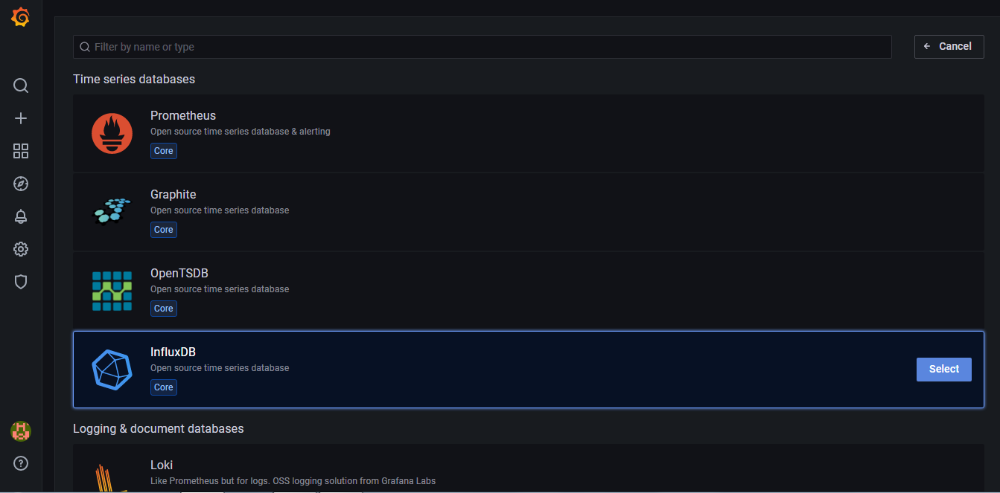 Filter by name or type
Cancel
Time series databases
Prometheus
Open source time series database & alerting
Core
Graphite
Open source time series database
Core
OpenTSDB
Open source time series database
Core
InfluxDB
Open source time series database
Core
Select
Logging & document databases
Loki
Like Prometheus but for logs. OSS logging solution from Grafana Labs